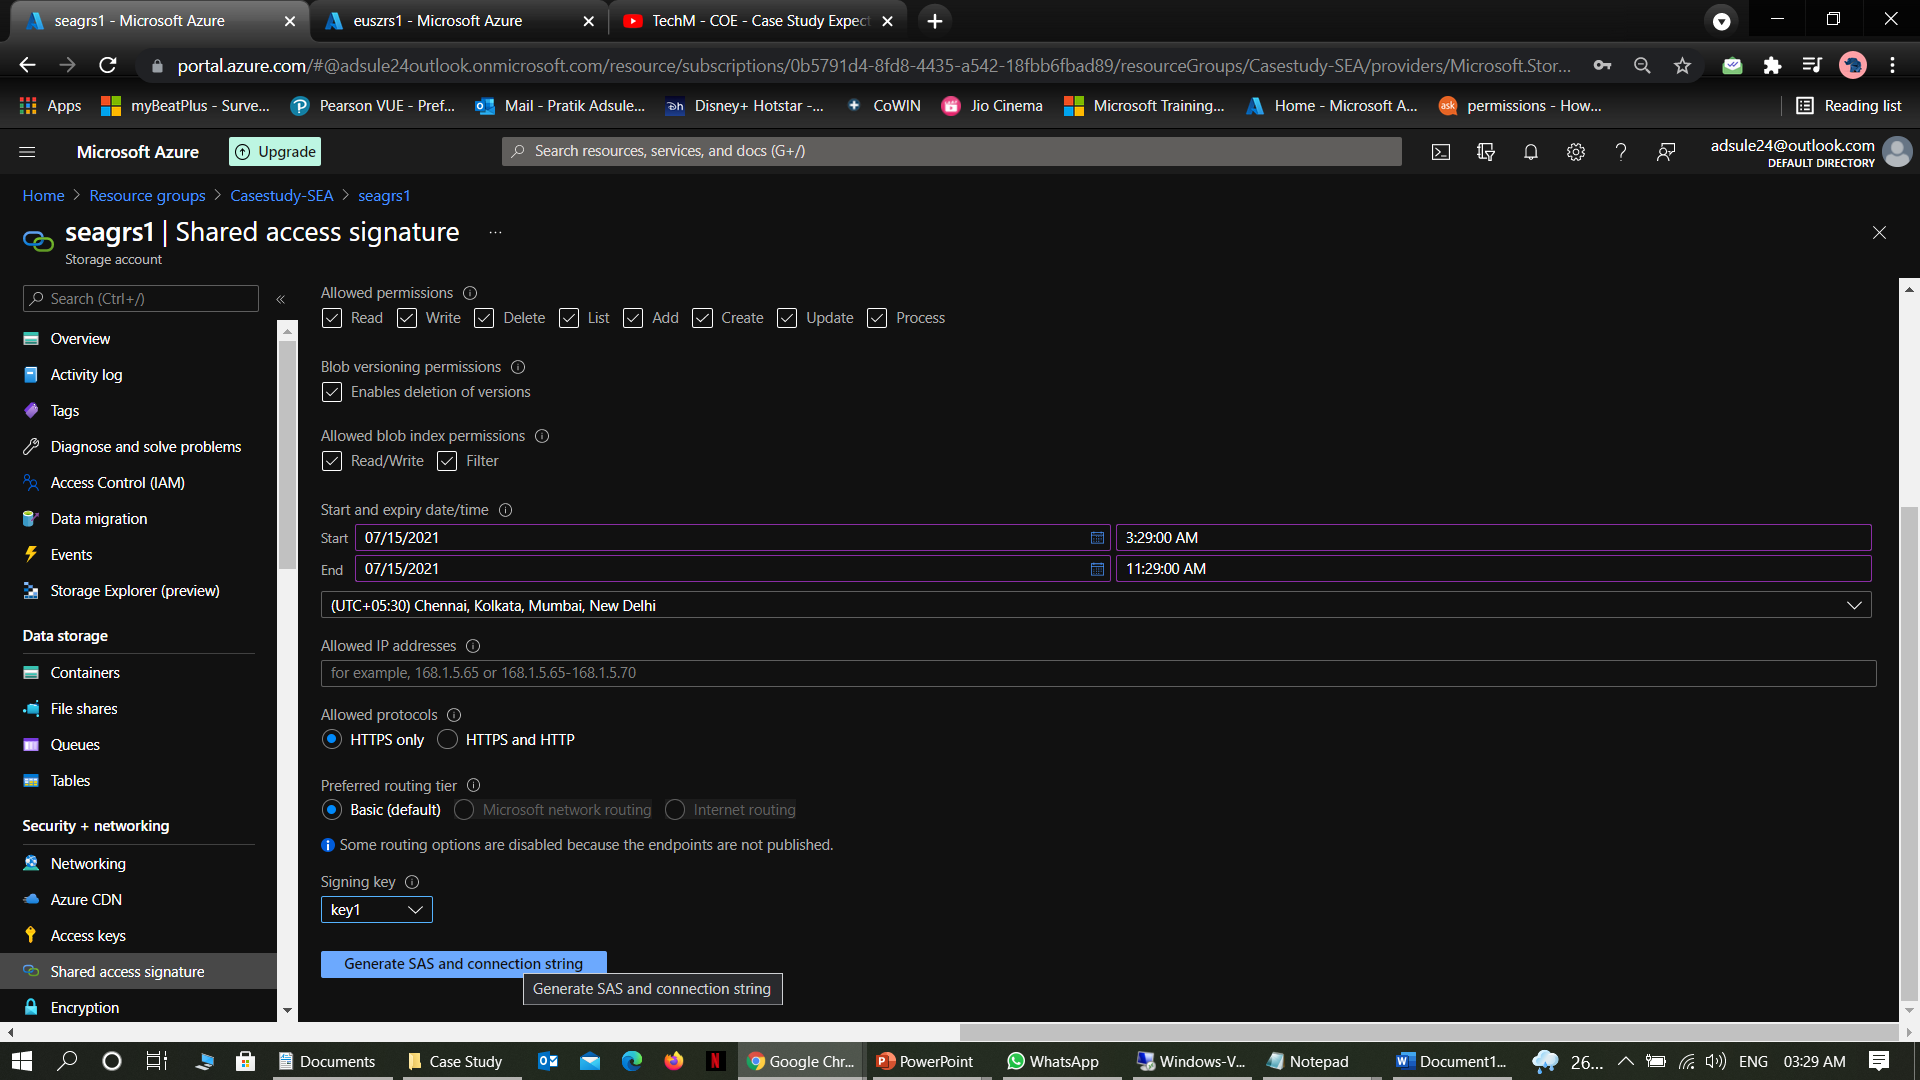 seagrs1 - Microsoft Azure
euszrs1 - Microsoft Azure
TechM - COE - Case Study Expect
portal.azure.com/#@adsule24outlook.onmicrosoft.com/resource/subscriptions/0b5791d4-8fd8-4435-a542-18fbb6fbad89/resourceGroups/Casestudy-SEA/providers/Microsoft.Stor...
Apps
myBeatPlus - Surve...
Pearson VUE - Pref...
Mail - Pratik Adsule...
Disney+ Hotstar -...
CoWIN
Jio Cinema
Microsoft Training...
Home - Microsoft A...
ask
permissions - How...
Reading list
Microsoft Azure
Upgrade
Search resources, services, and docs (G+/)
adsule24@outlook.com
DEFAULT DIRECTORY
Home > Resource groups > Casestudy-SEA > seagrs1
seagrs1 | Shared access signature ...
Storage account
Search (Ctrl+/)
Overview
Activity log
Tags
Diagnose and solve problems
Access Control (IAM)
Data migration
Events
Storage Explorer (preview)
Data storage
Containers
File shares
Queues
Tables
Security + networking
Networking
Azure CDN
Access keys
Shared access signature
Encryption
Allowed permissions
Read Write Delete List Add Create Update Process
Blob versioning permissions
Enables deletion of versions
Allowed blob index permissions
Read/Write Filter
Start and expiry date/time
Start 07/15/2021 3:29:00 AM
End 07/15/2021 11:29:00 AM
(UTC+05:30) Chennai, Kolkata, Mumbai, New Delhi
Allowed IP addresses
for example, 168.1.5.65 or 168.1.5.65-168.1.5.70
Allowed protocols
HTTPS only HTTPS and HTTP
Preferred routing tier
Basic (default) Microsoft network routing Internet routing
Some routing options are disabled because the endpoints are not published.
Signing key
key1
Generate SAS and connection string
Generate SAS and connection string
Documents
Case Study
Google Chr...
PowerPoint
WhatsApp
Windows-V...
Notepad
Document1...
26...
ENG
03:29 AM